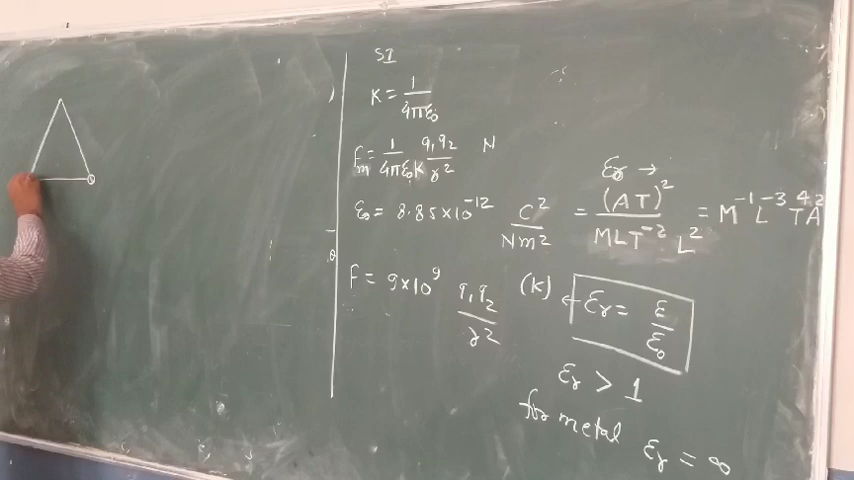 SI
K = 1/4πε₀
Fm = 1/4πε₀K q₁q₂/r² N
ε₀ = 8.85×10⁻¹² C²/Nm² = (AT)²/MLT⁻² L² = M⁻¹L⁻³T⁴A²
εr →
F = 9×10⁹ q₁q₂/r²
(K) ← εr = ε/ε₀
εr > 1
for metal
εr = ∞